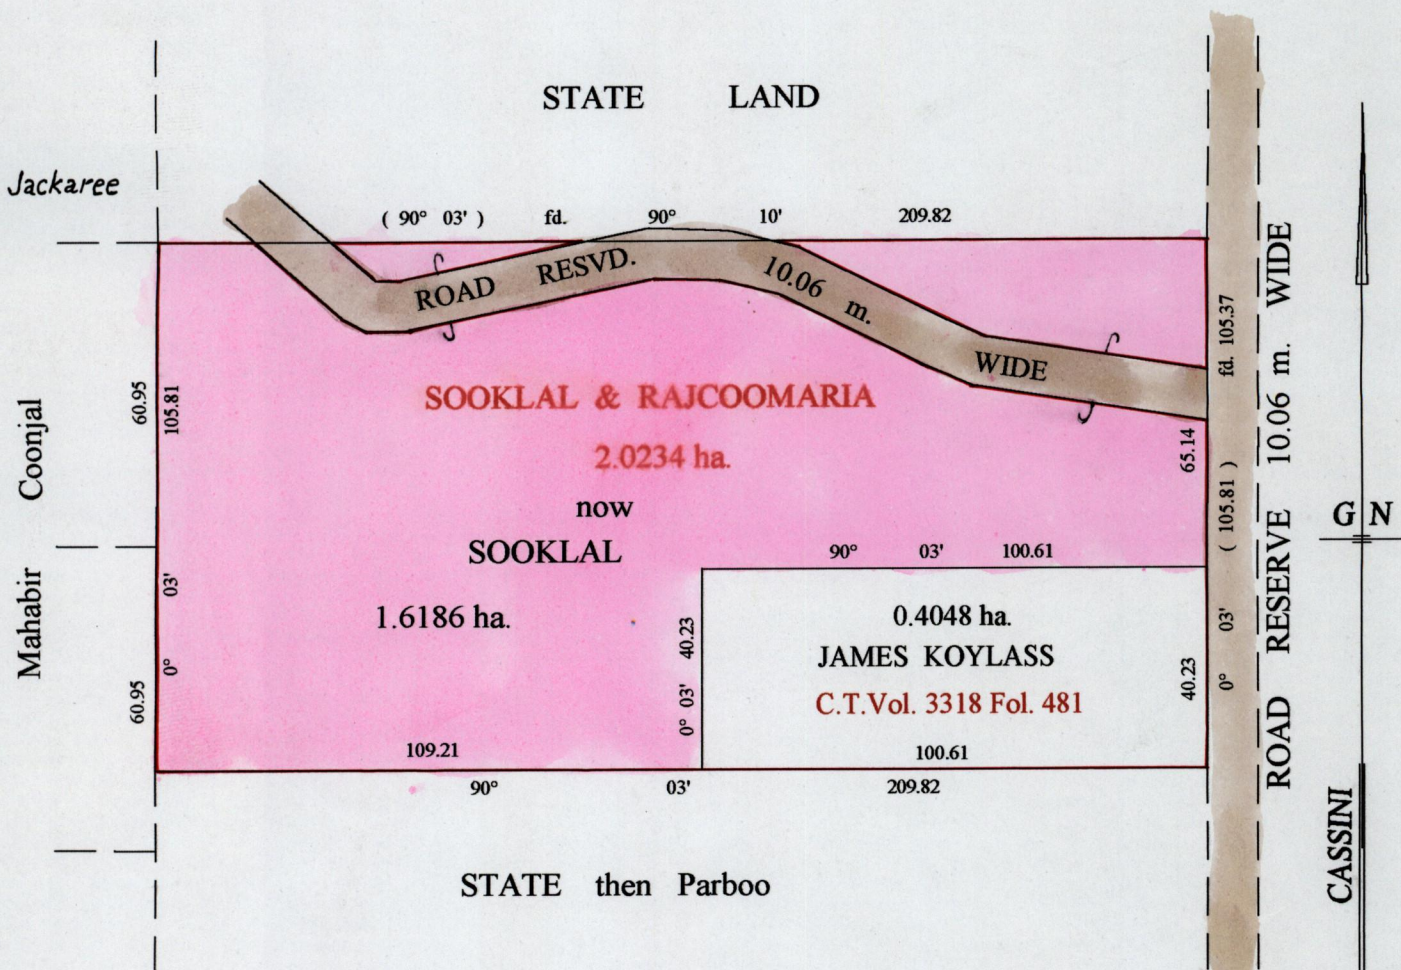 STATE LAND
Jackaree
( 90° 03' ) fd. 90° 10' 209.82
ROAD RESVD. 10.06 m. WIDE
SOOKLAL & RAJCOOMARIA
2.0234 ha.
now
SOOKLAL
1.6186 ha.
90° 03' 100.61
0.4048 ha.
JAMES KOYLASS
C.T.Vol. 3318 Fol. 481
109.21
100.61
90° 03' 209.82
STATE then Parboo
Mahabir Coonjal
60.95
60.95
0° 03' 105.81
0° 03' 40.23
40.23
65.14
0° 03' ( 105.81 ) fd. 105.37
ROAD RESERVE 10.06 m. WIDE
G N
CASSINI